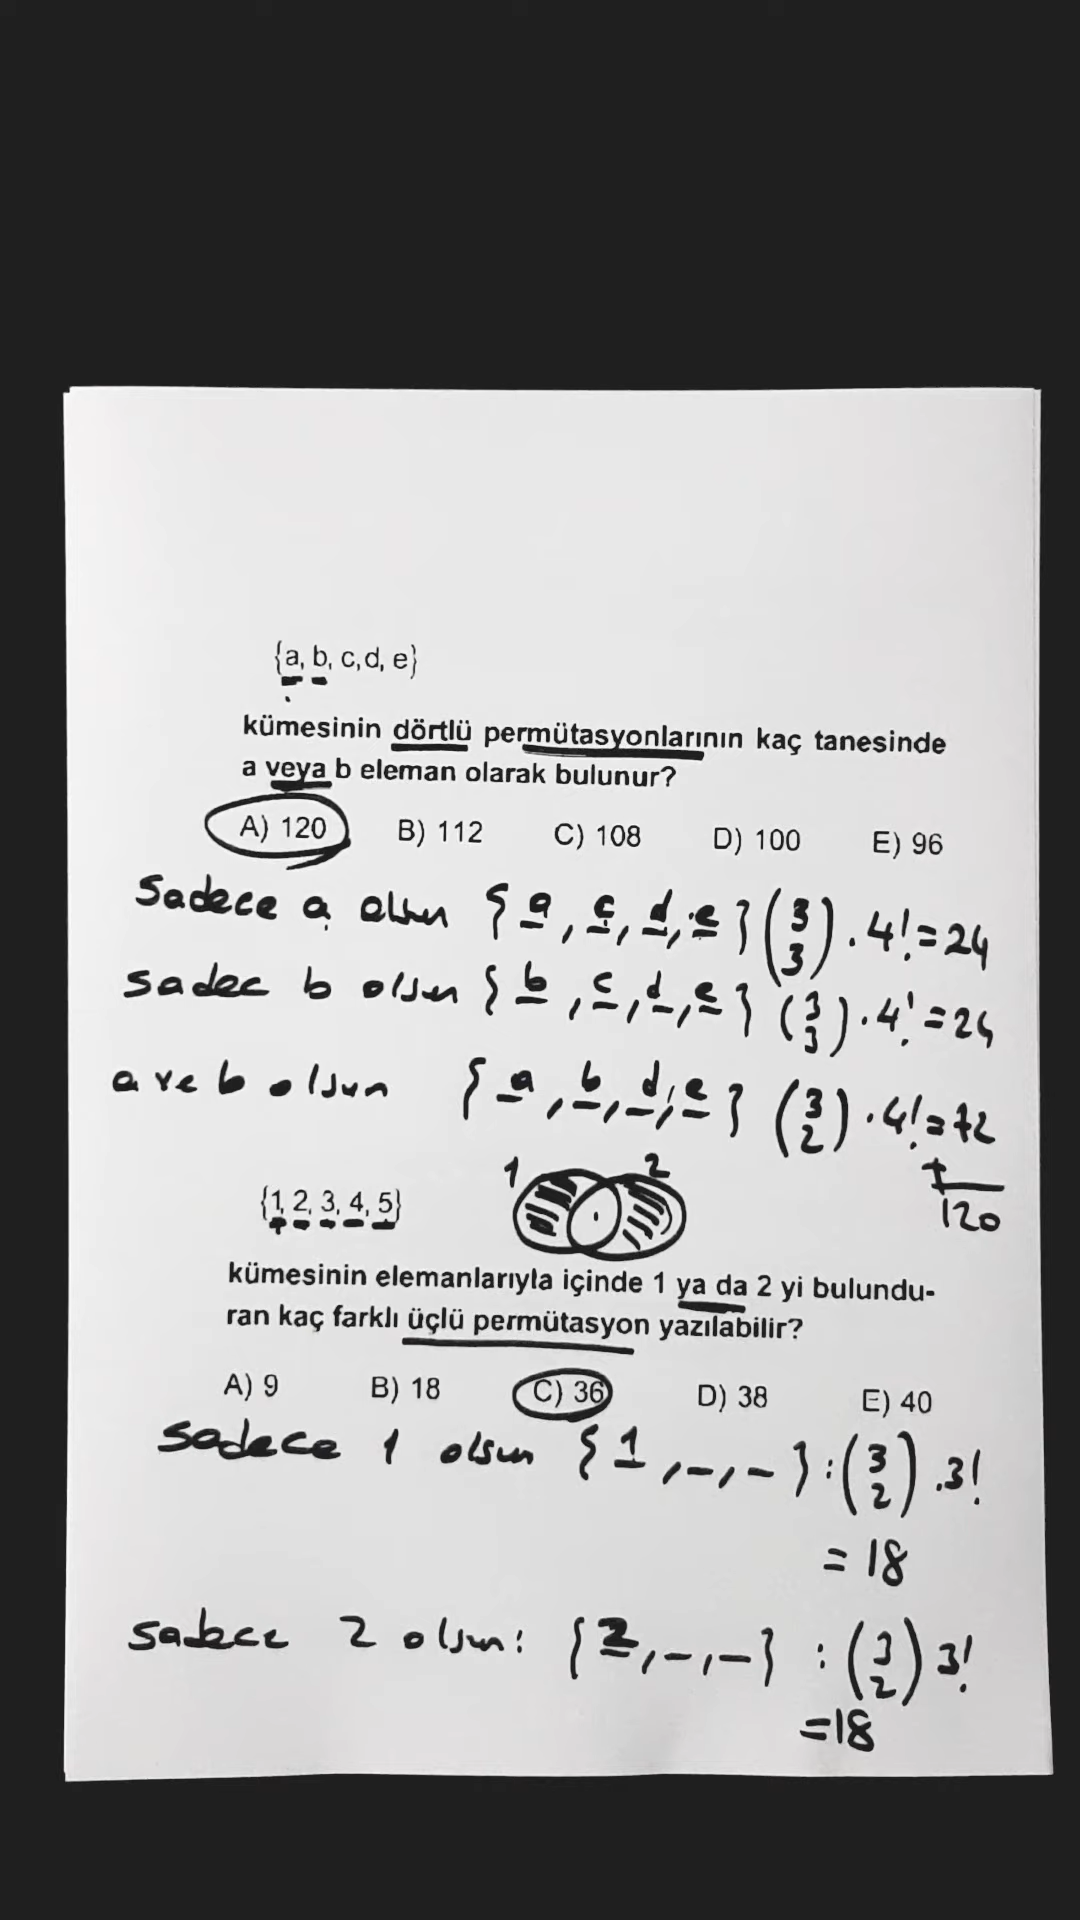 {a, b, c,d, e}
kümesinin dörtlü permütasyonlarının kaç tanesinde
a veya b eleman olarak bulunur?
A) 120 B) 112 C) 108 D) 100 E) 96
Sadece a olsun { a , c , d , e } (3 3) . 4! = 24
sadec b olsun { b , c , d , e } (3 3) . 4! = 24
a ve b olsun { a , b , d , e } (3 2) . 4! = 72
+
120
1 2
{1, 2, 3, 4, 5}
kümesinin elemanlarıyla içinde 1 ya da 2 yi bulundu-
ran kaç farklı üçlü permütasyon yazılabilir?
A) 9 B) 18 C) 36 D) 38 E) 40
sadece 1 olsun { 1 , _ , _ } : (3 2) . 3!
= 18
sadece 2 olsun : { 2 , _ , _ } : (3 2) 3!
= 18